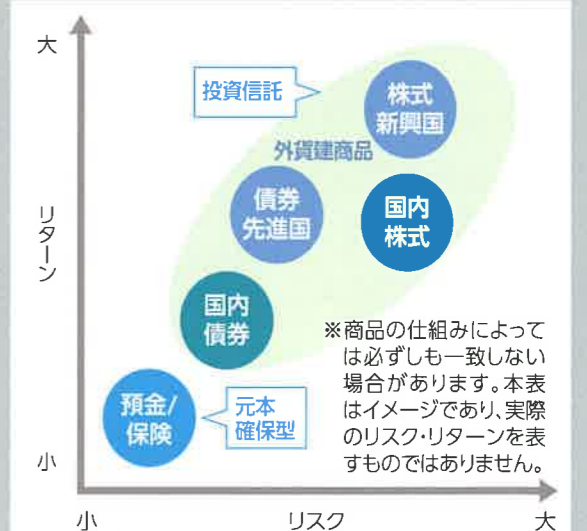 大
投資信託
株式
新興国
外貨建商品
債券
先進国
国内
株式
リターン
国内
債券
※商品の仕組みによって
は必ずしも一致しない
場合があります。本表
はイメージであり、実際
のリスク・リターンを表
すものではありません。
預金/
保険
元本
確保型
小
小
リスク
大